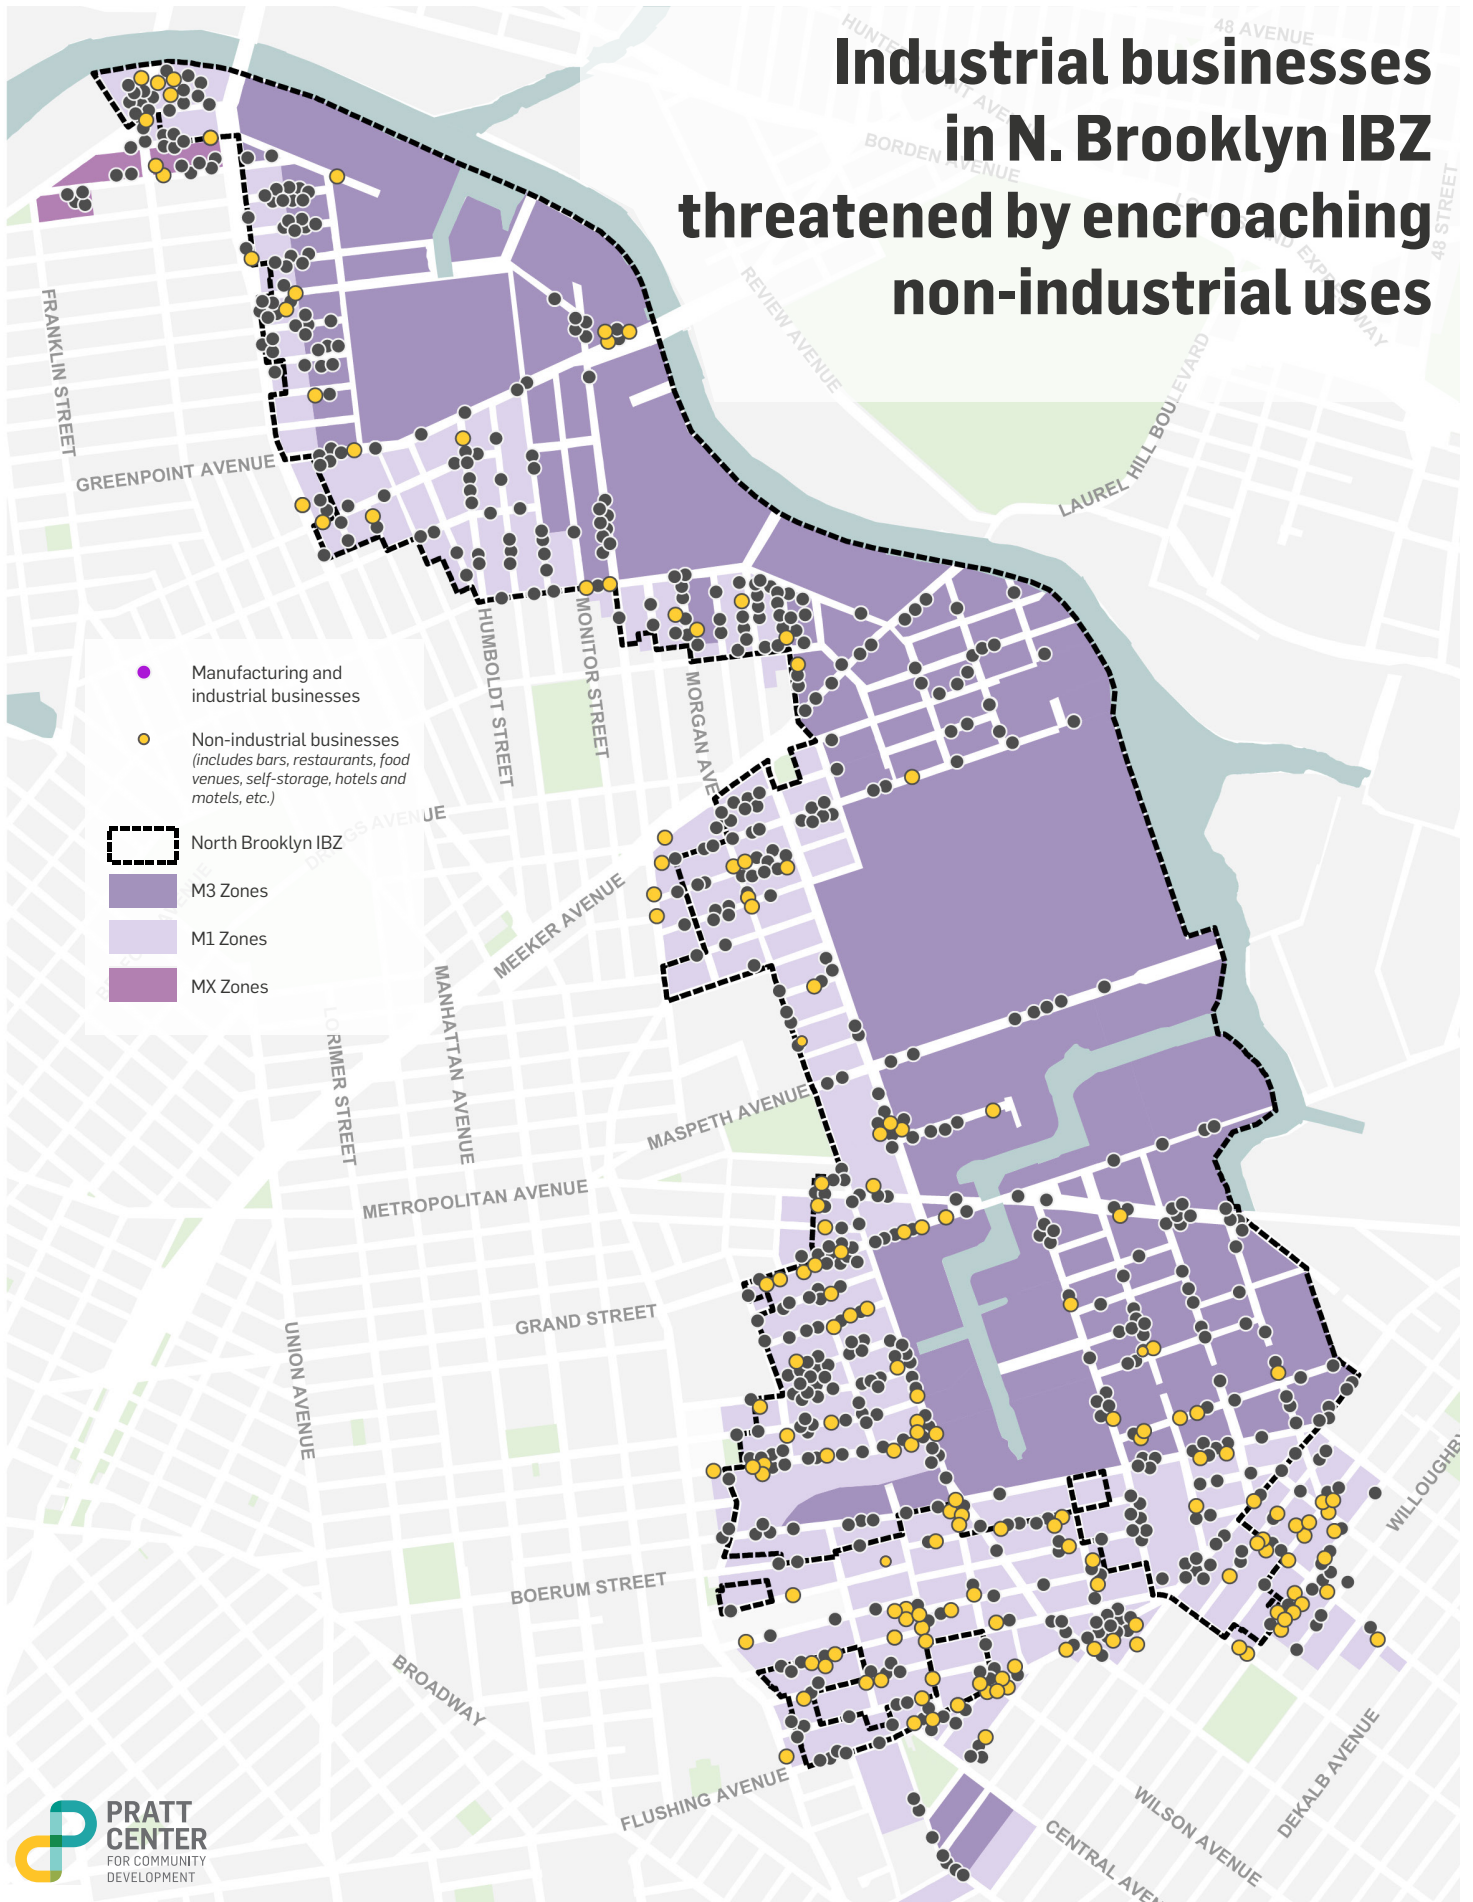 Industrial businesses
in N. Brooklyn IBZ
threatened by encroaching
non-industrial uses
48 AVENUE
BORDEN AVENUE
48 STREET
REVIEW AVENUE
LAUREL HILL BOULEVARD
FRANKLIN STREET
GREENPOINT AVENUE
HUMBOLDT STREET
MONITOR STREET
MORGAN AVE
Manufacturing and
industrial businesses
Non-industrial businesses
(includes bars, restaurants, food
venues, self-storage, hotels and
motels, etc.)
North Brooklyn IBZ
M3 Zones
M1 Zones
MX Zones
MEEKER AVENUE
MANHATTAN AVENUE
LORIMER STREET
MASPETH AVENUE
METROPOLITAN AVENUE
GRAND STREET
UNION AVENUE
WILLOUGHBY
BOERUM STREET
BROADWAY
FLUSHING AVENUE
DEKALB AVENUE
WILSON AVENUE
CENTRAL AVEN
PRATT
CENTER
FOR COMMUNITY
DEVELOPMENT